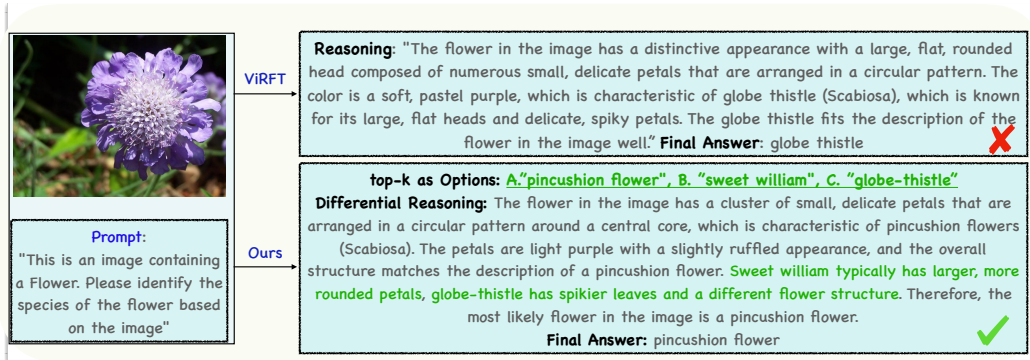 Prompt:
"This is an image containing
a Flower. Please identify the
species of the flower based
on the image"
ViRFT
Ours
Reasoning: "The flower in the image has a distinctive appearance with a large, flat, rounded
head composed of numerous small, delicate petals that are arranged in a circular pattern. The
color is a soft, pastel purple, which is characteristic of globe thistle (Scabiosa), which is known
for its large, flat heads and delicate, spiky petals. The globe thistle fits the description of the
flower in the image well." Final Answer: globe thistle
top-k as Options: A."pincushion flower", B. "sweet william", C. "globe-thistle"
Differential Reasoning: The flower in the image has a cluster of small, delicate petals that are
arranged in a circular pattern around a central core, which is characteristic of pincushion flowers
(Scabiosa). The petals are light purple with a slightly ruffled appearance, and the overall
structure matches the description of a pincushion flower. Sweet william typically has larger, more
rounded petals, globe-thistle has spikier leaves and a different flower structure. Therefore, the
most likely flower in the image is a pincushion flower.
Final Answer: pincushion flower